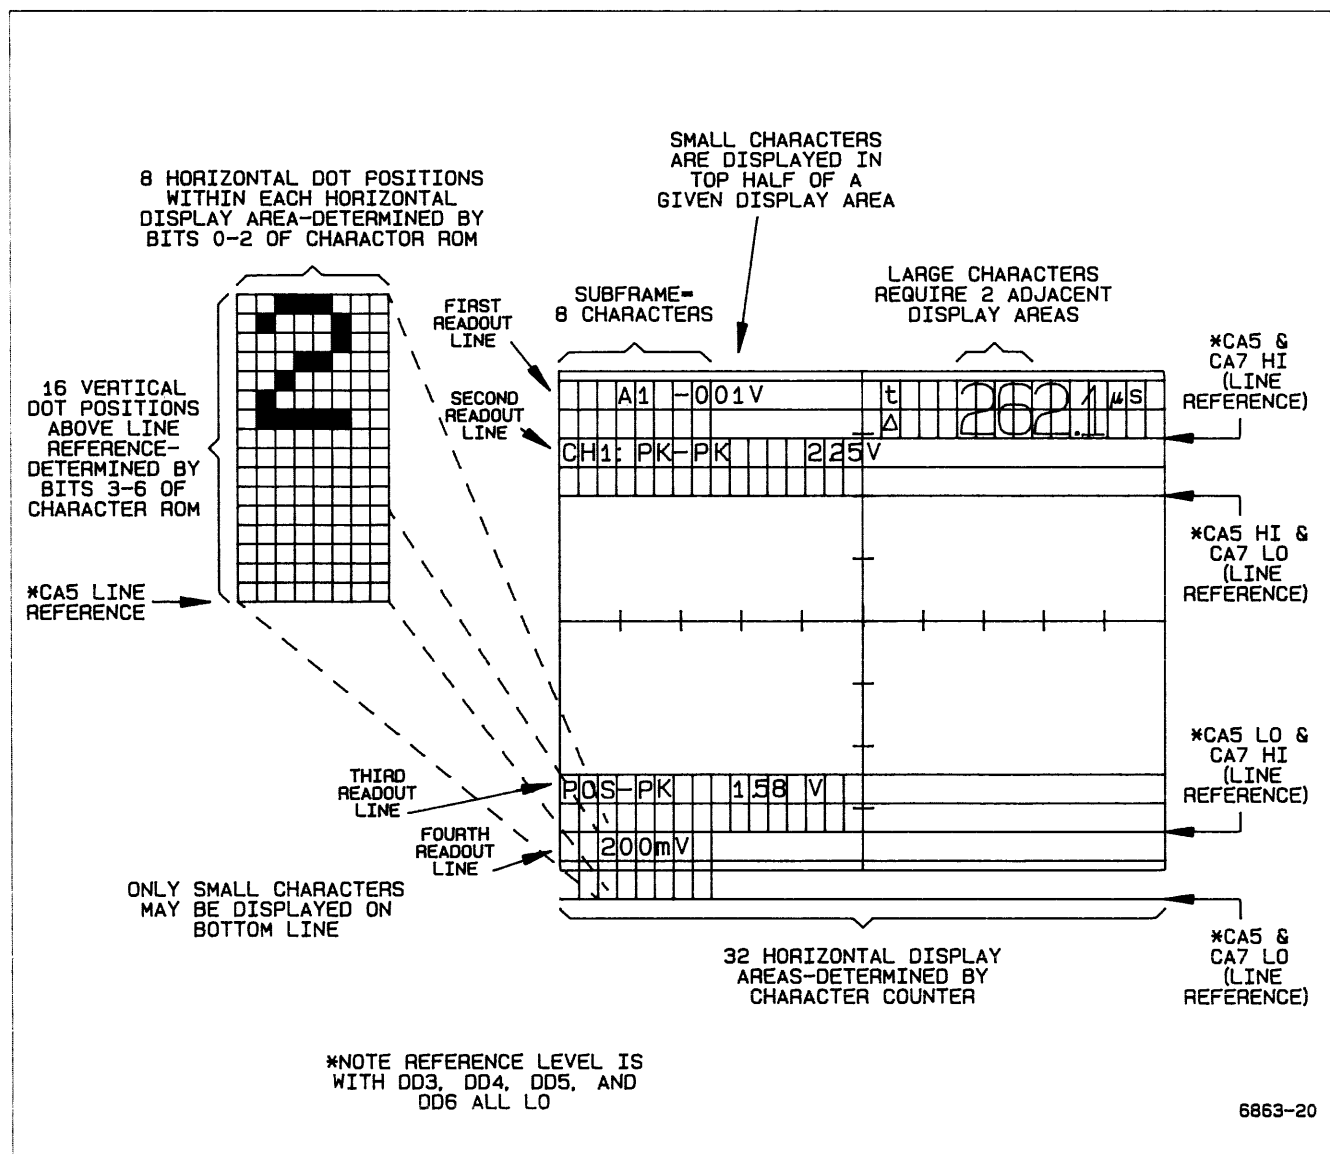 SMALL CHARACTERS
ARE DISPLAYED IN
TOP HALF OF A
GIVEN DISPLAY AREA
8 HORIZONTAL DOT POSITIONS
WITHIN EACH HORIZONTAL
DISPLAY AREA-DETERMINED BY
BITS 0-2 OF CHARACTOR ROM
LARGE CHARACTERS
REQUIRE 2 ADJACENT
DISPLAY AREAS
SUBFRAME=
8 CHARACTERS
FIRST
READOUT
LINE
SECOND
READOUT
LINE
*CA5 &
CA7 HI
(LINE
REFERENCE)
16 VERTICAL
DOT POSITIONS
ABOVE LINE
REFERENCE-
DETERMINED BY
BITS 3-6 OF
CHARACTER ROM
2
A1 -001V
t
Δ
262.1 μs
CH1: PK-PK 225V
*CA5 HI &
CA7 LO
(LINE
REFERENCE)
*CA5 LINE
REFERENCE
*CA5 LO &
CA7 HI
(LINE
REFERENCE)
THIRD
READOUT
LINE
POS-PK 1.58 V
FOURTH
READOUT
LINE
200mV
ONLY SMALL CHARACTERS
MAY BE DISPLAYED ON
BOTTOM LINE
*CA5 &
CA7 LO
(LINE
REFERENCE)
32 HORIZONTAL DISPLAY
AREAS-DETERMINED BY
CHARACTER COUNTER
*NOTE REFERENCE LEVEL IS
WITH DD3, DD4, DD5, AND
DD6 ALL LO
6863-20